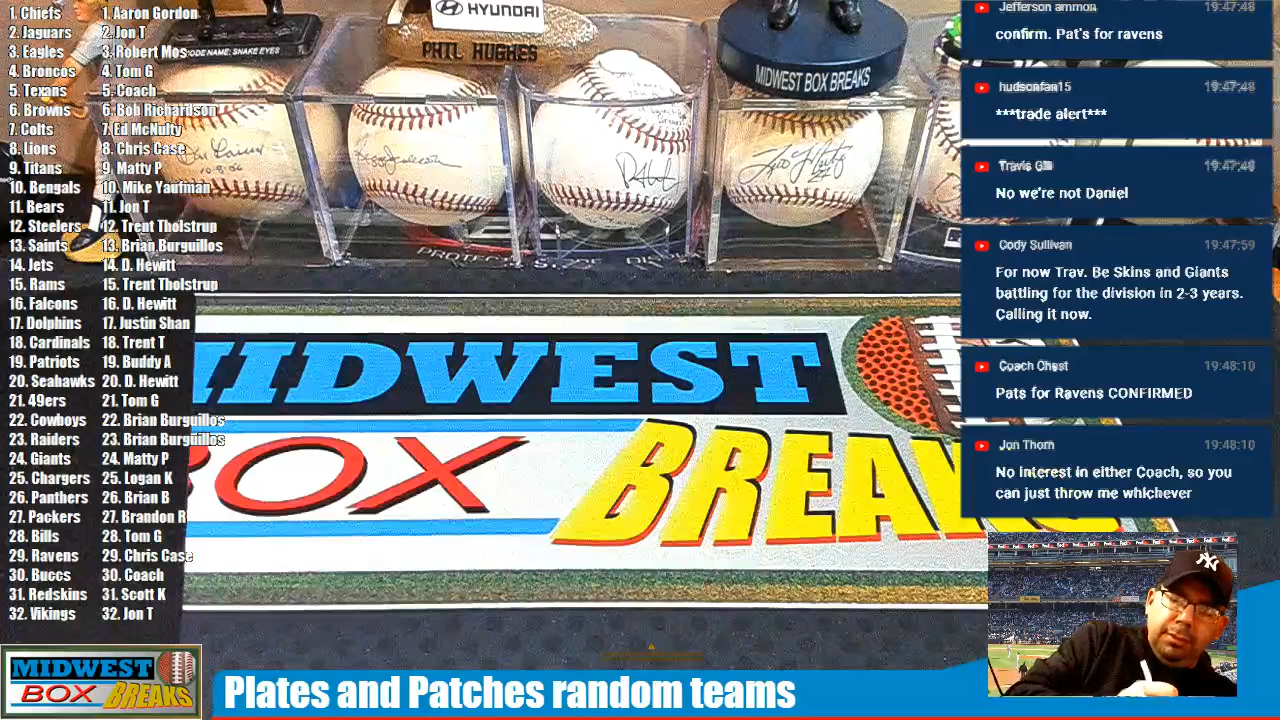 1. Chiefs 1. Aaron Gordon
2. Jaguars 2. Jon T
3. Eagles 3. Robert Mos
4. Broncos 4. Tom G
5. Texans 5. Coach
6. Browns 6. Bob Richardson
7. Colts 7. Ed McNulty
8. Lions 8. Chris Case
9. Titans 9. Matty P
10. Bengals 10. Mike Yaufman
11. Bears 11. Jon T
12. Steelers 12. Trent Tholstrup
13. Saints 13. Brian Burguillos
14. Jets 14. D. Hewitt
15. Rams 15. Trent Tholstrup
16. Falcons 16. D. Hewitt
17. Dolphins 17. Justin Shan
18. Cardinals 18. Trent T
19. Patriots 19. Buddy A
20. Seahawks 20. D. Hewitt
21. 49ers 21. Tom G
22. Cowboys 22. Brian Burguillos
23. Raiders 23. Brian Burguillos
24. Giants 24. Matty P
25. Chargers 25. Logan K
26. Panthers 26. Brian B
27. Packers 27. Brandon R
28. Bills 28. Tom G
29. Ravens 29. Chris Case
30. Buccs 30. Coach
31. Redskins 31. Scott K
32. Vikings 32. Jon T
CODE NAME: SNAKE EYES
HYUNDAI
PHIL HUGHES
MIDWEST BOX BREAKS
MIDWEST
BOX
BREAKS
Jefferson ammon 19:47:48
confirm. Pat's for ravens
hudsonfan15 19:47:48
***trade alert***
Travis Gill 19:47:48
No we're not Daniel
Cody Sullivan 19:47:59
For now Trav. Be Skins and Giants
battling for the division in 2-3 years.
Calling it now.
Coach Chest 19:48:10
Pats for Ravens CONFIRMED
Jon Thorn 19:48:10
No interest in either Coach, so you
can just throw me whichever
MIDWEST
BOX BREAKS
Plates and Patches random teams